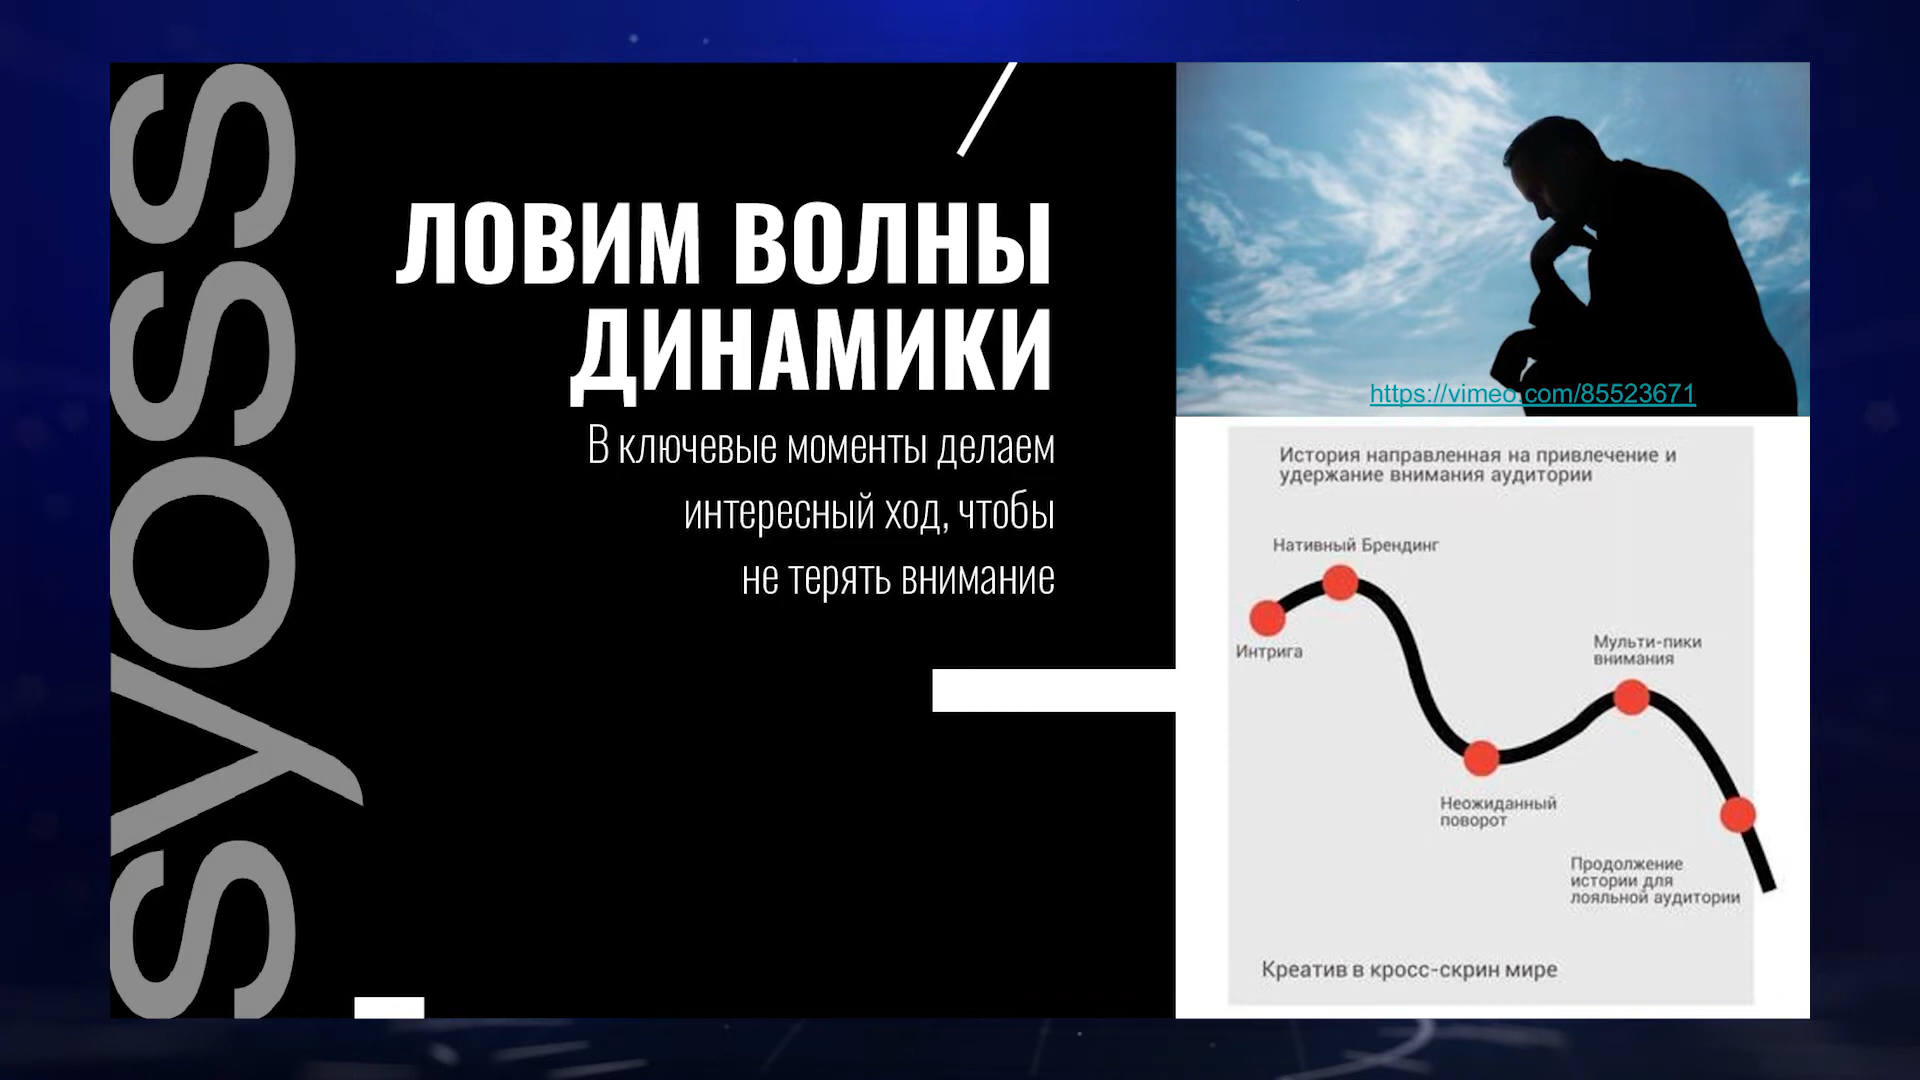 syoss
ЛОВИМ ВОЛНЫ
ДИНАМИКИ
В ключевые моменты делаем
интересный ход, чтобы
не терять внимание
https://vimeo.com/85523671
История направленная на привлечение и
удержание внимания аудитории
Нативный Брендинг
Интрига
Мульти-пики
внимания
Неожиданный
поворот
Продолжение
истории для
лояльной аудитории
Креатив в кросс-скрин мире